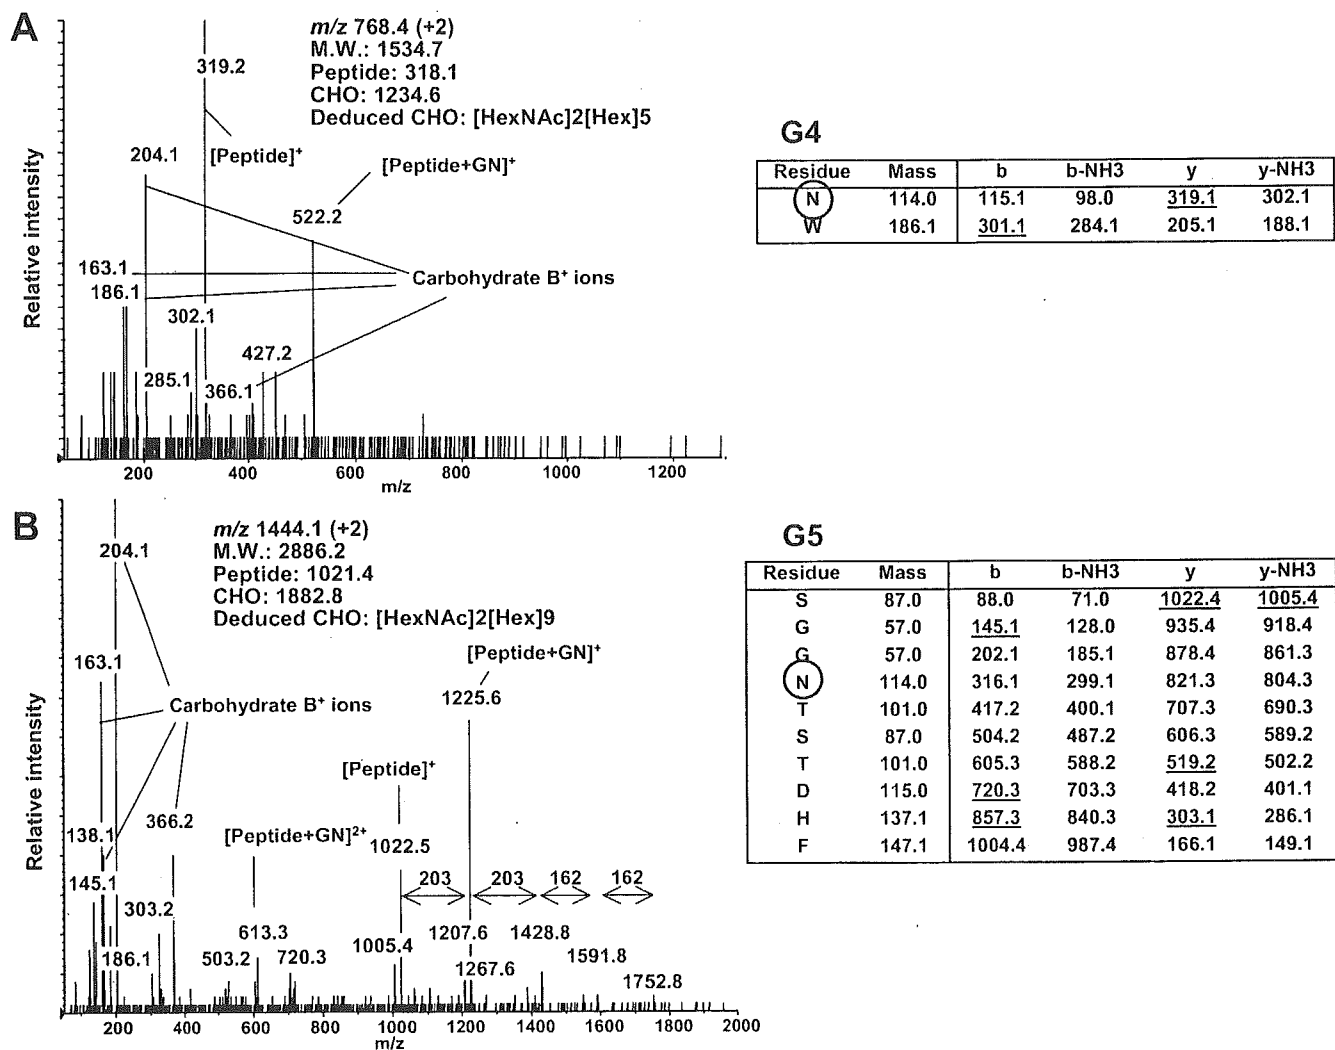 A
m/z 768.4 (+2)
M.W.: 1534.7
Peptide: 318.1
CHO: 1234.6
Deduced CHO: [HexNAc]2[Hex]5
319.2
204.1
[Peptide]+
[Peptide+GN]+
522.2
163.1
186.1
Carbohydrate B+ ions
302.1
427.2
285.1
366.1
Relative intensity
200 400 600 800 1000 1200
m/z
G4
Residue Mass b b-NH3 y y-NH3
N 114.0 115.1 98.0 319.1 302.1
W 186.1 301.1 284.1 205.1 188.1
B
m/z 1444.1 (+2)
M.W.: 2886.2
Peptide: 1021.4
CHO: 1882.8
Deduced CHO: [HexNAc]2[Hex]9
204.1
[Peptide+GN]+
163.1
1225.6
Carbohydrate B+ ions
[Peptide]+
138.1
366.2
[Peptide+GN]2+
1022.5
145.1
203 203 162 162
303.2
613.3
1207.6
1428.8
186.1
503.2
720.3
1005.4
1267.6
1591.8
1752.8
Relative intensity
200 400 600 800 1000 1200 1400 1600 1800 2000
m/z
G5
Residue Mass b b-NH3 y y-NH3
S 87.0 88.0 71.0 1022.4 1005.4
G 57.0 145.1 128.0 935.4 918.4
G 57.0 202.1 185.1 878.4 861.3
N 114.0 316.1 299.1 821.3 804.3
T 101.0 417.2 400.1 707.3 690.3
S 87.0 504.2 487.2 606.3 589.2
T 101.0 605.3 588.2 519.2 502.2
D 115.0 720.3 703.3 418.2 401.1
H 137.1 857.3 840.3 303.1 286.1
F 147.1 1004.4 987.4 166.1 149.1